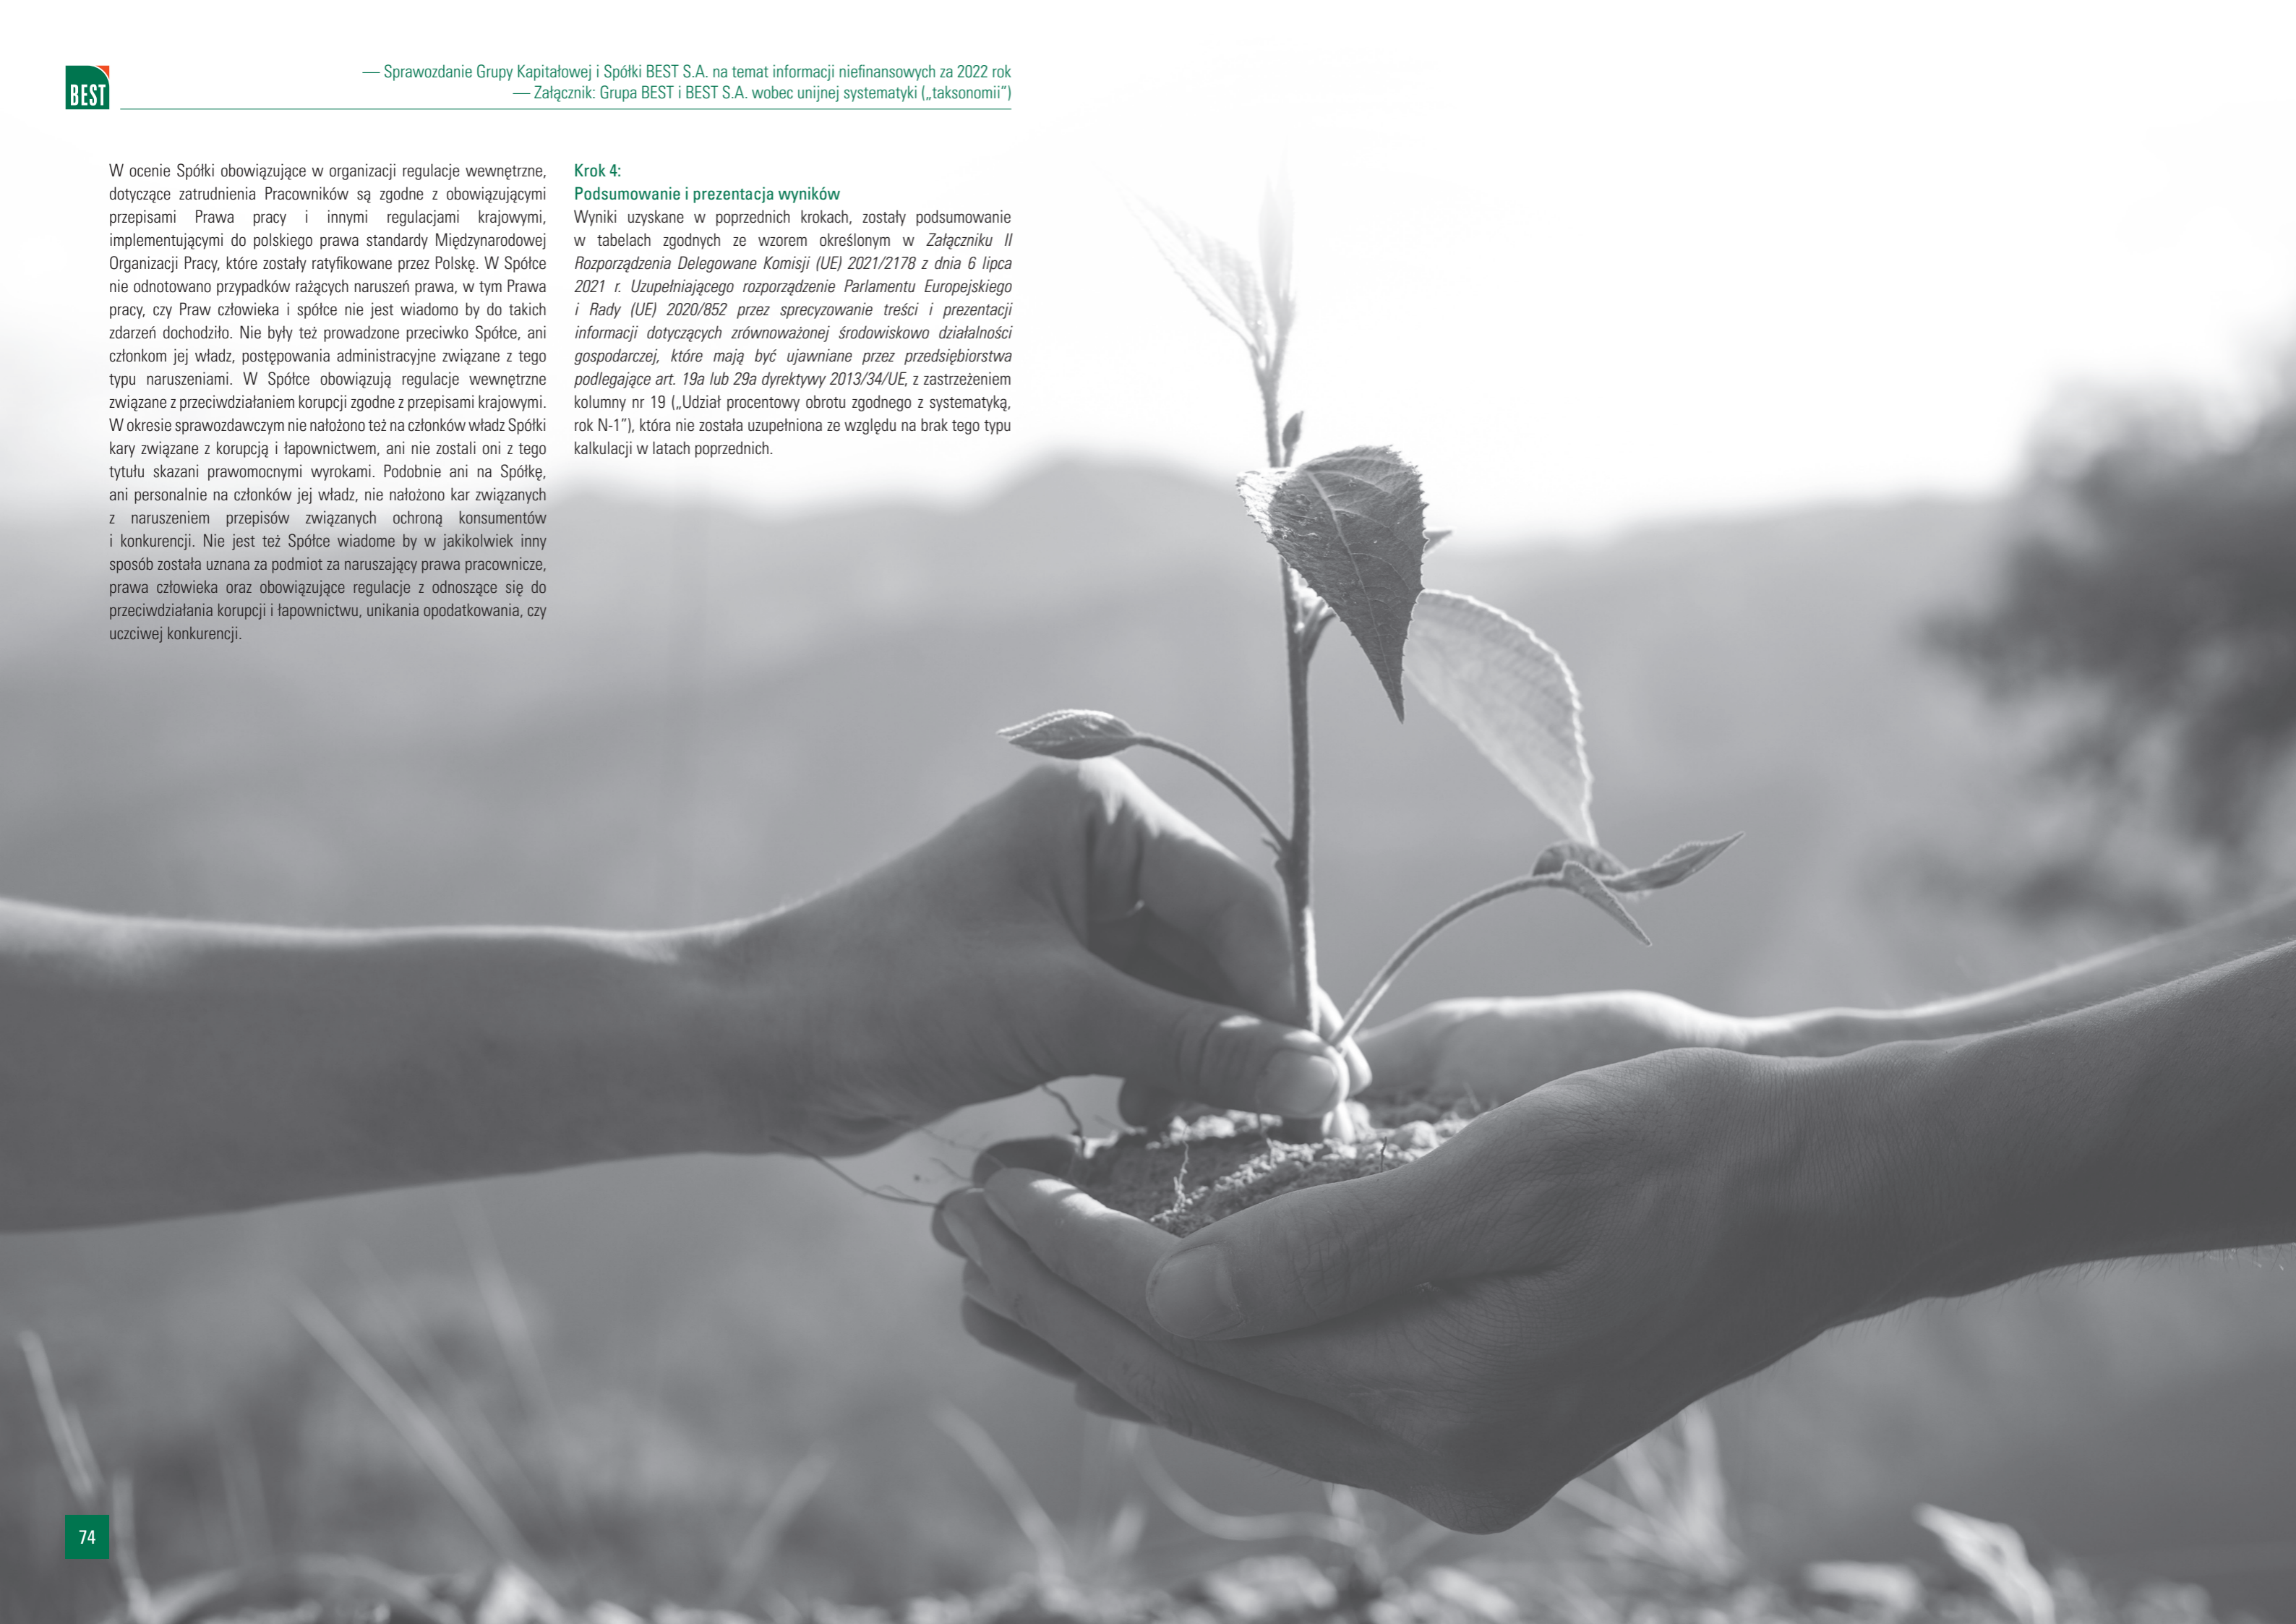 BEST
— Sprawozdanie Grupy Kapitałowej i Spółki BEST S.A. na temat informacji niefinansowych za 2022 rok
— Załącznik: Grupa BEST i BEST S.A. wobec unijnej systematyki („taksonomii")
W ocenie Spółki obowiązujące w organizacji regulacje wewnętrzne,
dotyczące zatrudnienia Pracowników są zgodne z obowiązującymi
przepisami Prawa pracy i innymi regulacjami krajowymi,
implementującymi do polskiego prawa standardy Międzynarodowej
Organizacji Pracy, które zostały ratyfikowane przez Polskę. W Spółce
nie odnotowano przypadków rażących naruszeń prawa, w tym Prawa
pracy, czy Praw człowieka i spółce nie jest wiadomo by do takich
zdarzeń dochodziło. Nie były też prowadzone przeciwko Spółce, ani
członkom jej władz, postępowania administracyjne związane z tego
typu naruszeniami. W Spółce obowiązują regulacje wewnętrzne
związane z przeciwdziałaniem korupcji zgodne z przepisami krajowymi.
W okresie sprawozdawczym nie nałożono też na członków władz Spółki
kary związane z korupcją i łapownictwem, ani nie zostali oni z tego
tytułu skazani prawomocnymi wyrokami. Podobnie ani na Spółkę,
ani personalnie na członków jej władz, nie nałożono kar związanych
z naruszeniem przepisów związanych ochroną konsumentów
i konkurencji. Nie jest też Spółce wiadome by w jakikolwiek inny
sposób została uznana za podmiot za naruszający prawa pracownicze,
prawa człowieka oraz obowiązujące regulacje z odnoszące się do
przeciwdziałania korupcji i łapownictwu, unikania opodatkowania, czy
uczciwej konkurencji.
Krok 4:
Podsumowanie i prezentacja wyników
Wyniki uzyskane w poprzednich krokach, zostały podsumowanie
w tabelach zgodnych ze wzorem określonym w Załączniku II
Rozporządzenia Delegowane Komisji (UE) 2021/2178 z dnia 6 lipca
2021 r. Uzupełniającego rozporządzenie Parlamentu Europejskiego
i Rady (UE) 2020/852 przez sprecyzowanie treści i prezentacji
informacji dotyczących zrównoważonej środowiskowo działalności
gospodarczej, które mają być ujawniane przez przedsiębiorstwa
podlegające art. 19a lub 29a dyrektywy 2013/34/UE, z zastrzeżeniem
kolumny nr 19 („Udział procentowy obrotu zgodnego z systematyką,
rok N-1"), która nie została uzupełniona ze względu na brak tego typu
kalkulacji w latach poprzednich.
74